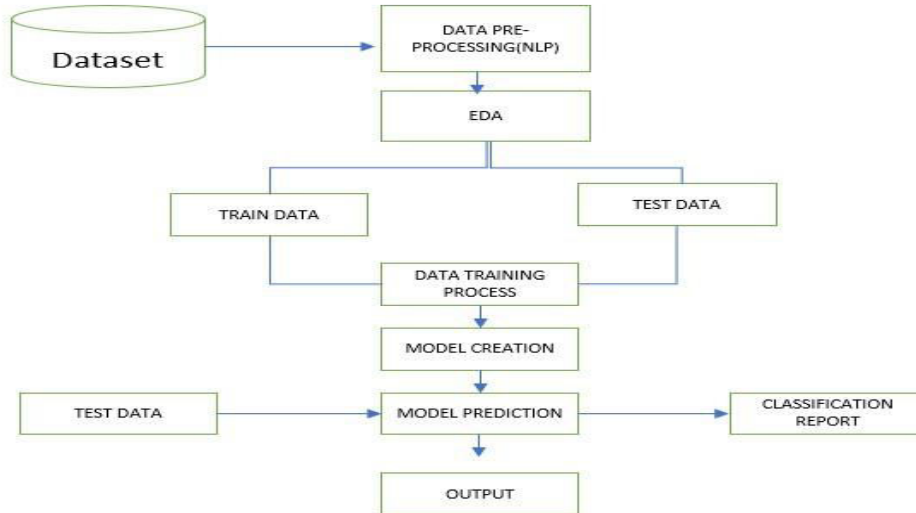 Dataset
DATA PRE-
PROCESSING(NLP)
EDA
TRAIN DATA
TEST DATA
DATA TRAINING
PROCESS
MODEL CREATION
TEST DATA
MODEL PREDICTION
CLASSIFICATION
REPORT
OUTPUT